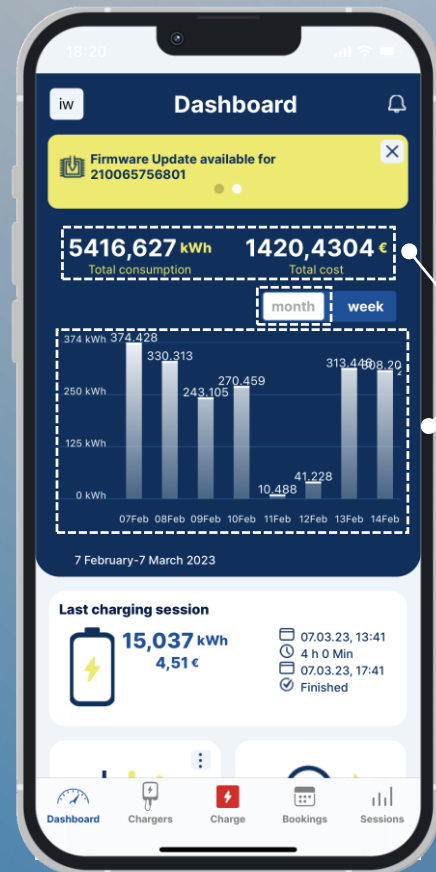 18:20
iw
Dashboard
Firmware Update available for
210065756801
5416,627 kWh
1420,4304 €
Total consumption
Total cost
month
week
374 kWh
374.428
330.313
243.105
270.459
10.488
41.228
313.446
308.20
250 kWh
125 kWh
0 kWh
07Feb 08Feb 09Feb 10Feb 11Feb 12Feb 13Feb 14Feb
7 February-7 March 2023
Last charging session
15,037 kWh
4,51 €
07.03.23, 13:41
4 h 0 Min
07.03.23, 17:41
Finished
Dashboard
Chargers
Charge
Bookings
Sessions